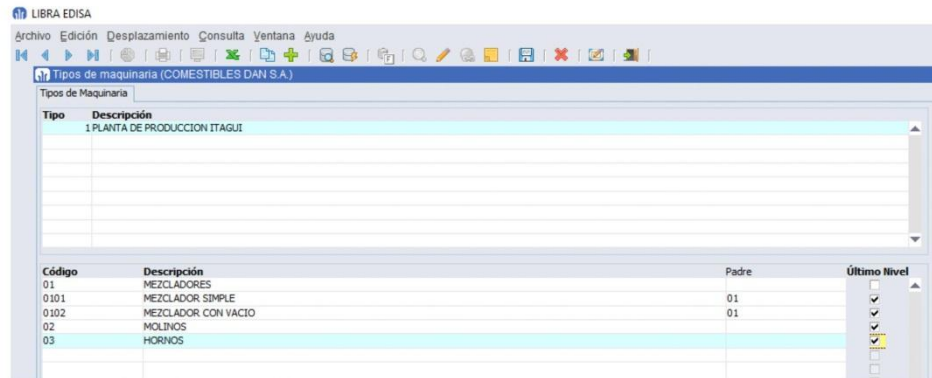 LIBRA EDISA
Archivo Edición Desplazamiento Consulta Ventana Ayuda
Tipos de maquinaria (COMESTIBLES DAN S.A.)
Tipos de Maquinaria
Tipo Descripción
1 PLANTA DE PRODUCCION ITAGUI
Código Descripción Padre Último Nivel
01 MEZCLADORES
0101 MEZCLADOR SIMPLE 01
0102 MEZCLADOR CON VACIO 01
02 MOLINOS
03 HORNOS